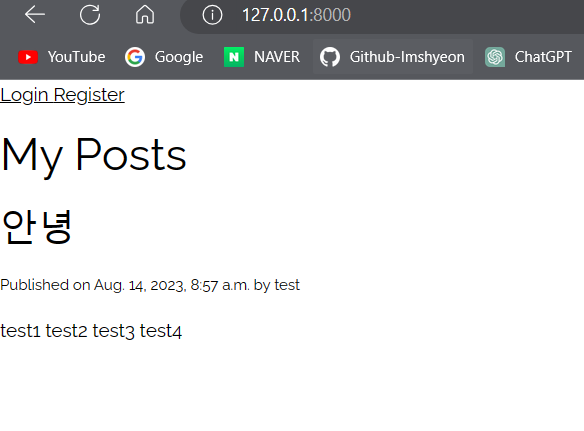 127.0.0.1:8000
YouTube Google N NAVER Github-Imshyeon ChatGPT
Login Register
My Posts
안녕
Published on Aug. 14, 2023, 8:57 a.m. by test
test1 test2 test3 test4